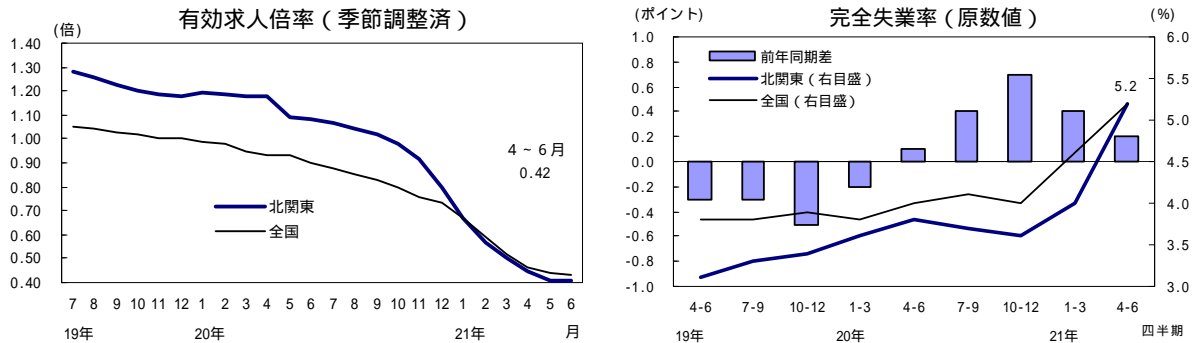 有効求人倍率（季節調整済）
(倍)
1.40
1.30
1.20
1.10
1.00
0.90
0.80
0.70
0.60
0.50
0.40
4～6月
0.42
北関東
全国
7 8 9 10 11 12 1 2 3 4 5 6 7 8 9 10 11 12 1 2 3 4 5 6
19年 20年 21年 月
完全失業率（原数値）
(ポイント) (%)
1.0 6.0
0.8
5.5
0.6
0.4 5.0
0.2
0.0 4.5
-0.2
-0.4 4.0
-0.6
3.5
-0.8
-1.0 3.0
前年同期差
北関東（右目盛）
全国（右目盛）
5.2
4-6 7-9 10-12 1-3 4-6 7-9 10-12 1-3 4-6
19年 20年 21年 四半期